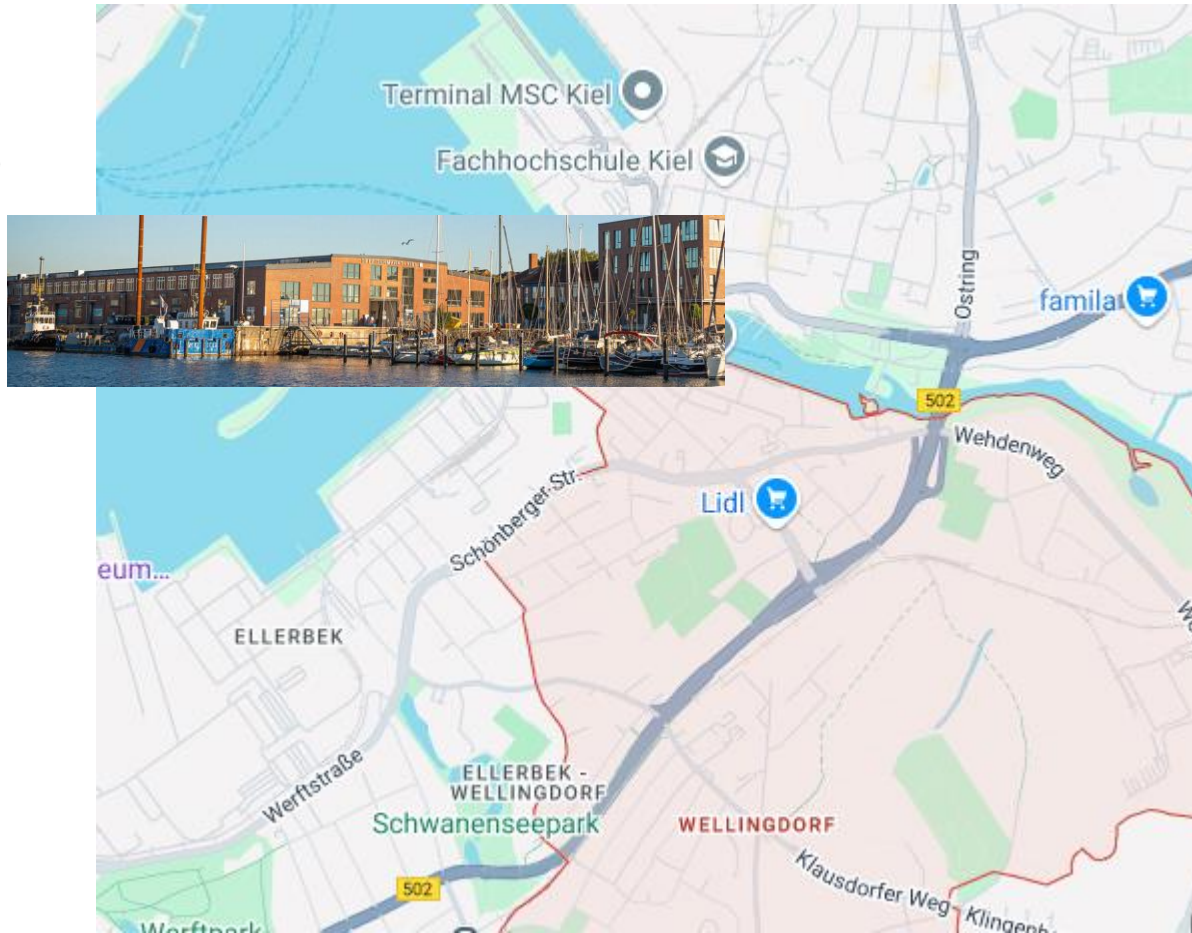 Terminal MSC Kiel
Fachhochschule Kiel
Ostring
famila
502
Wehdenweg
Lidl
Schönberger Str.
eum...
ELLERBEK
ELLERBEK -
WELLINGDORF
Schwanenseepark
WELLINGDORF
Werftstraße
Klausdorfer Weg
502
Werftpark